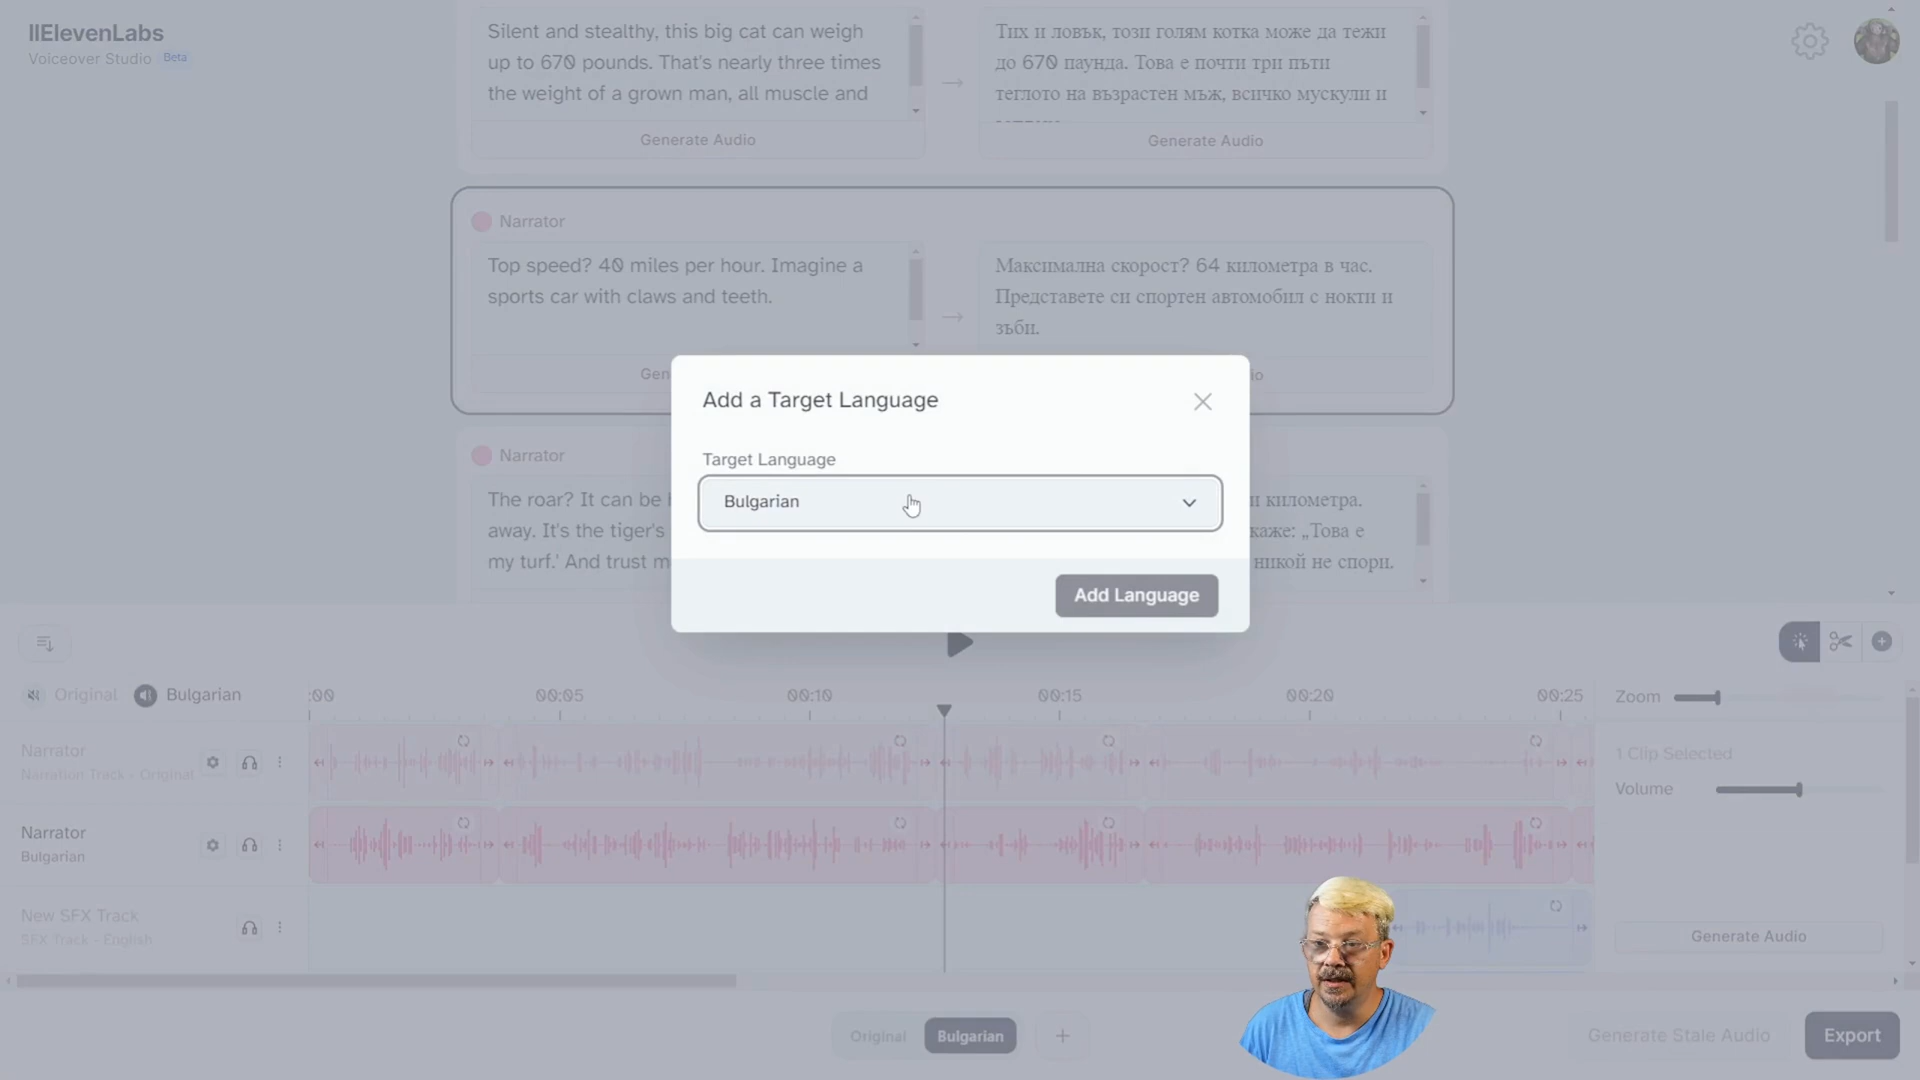 IIElevenLabs
Voiceover Studio Beta
Silent and stealthy, this big cat can weigh
up to 670 pounds. That's nearly three times
the weight of a grown man, all muscle and
Generate Audio
Тих и ловък, този голям котка може да тежи
до 670 паунда. Това е почти три пъти
теглото на възрастен мъж, всичко мускули и
Generate Audio
Narrator
Top speed? 40 miles per hour. Imagine a
sports car with claws and teeth.
Максимална скорост? 64 километра в час.
Представете си спортен автомобил с нокти и
зъби.
Narrator
The roar? It can be
away. It's the tiger's
my turf.' And trust
километра.
каже: „Това е
никой не спори.
Add a Target Language
Target Language
Bulgarian
Add Language
Original Bulgarian
:00 00:05 00:10 00:15 00:20 00:25
Zoom
Narrator
Narration Track - Original
1 Clip Selected
Volume
Narrator
Bulgarian
New SFX Track
SFX Track - English
Generate Audio
Original Bulgarian +
Generate Stale Audio
Export